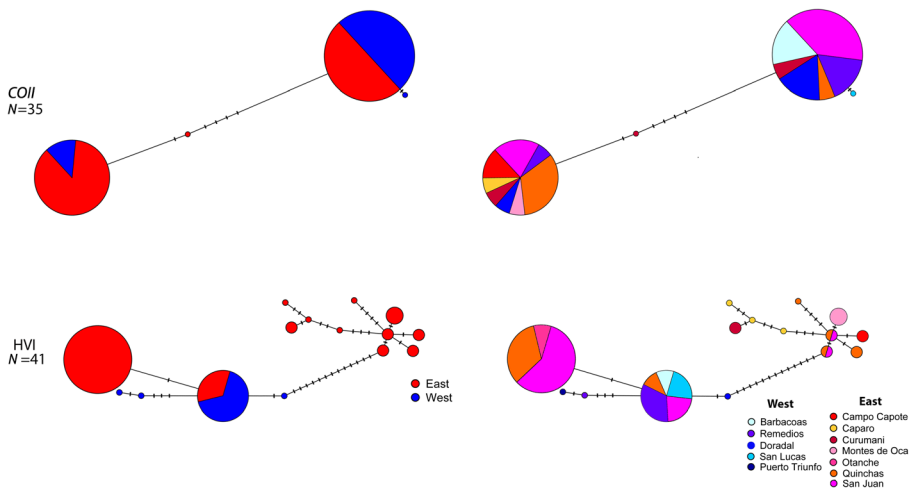 COII
N=35
HVI
N=41
East
West
West
Barbacoas
Remedios
Doradal
San Lucas
Puerto Triunfo
East
Campo Capote
Caparo
Curumani
Montes de Oca
Otanche
Quinchas
San Juan